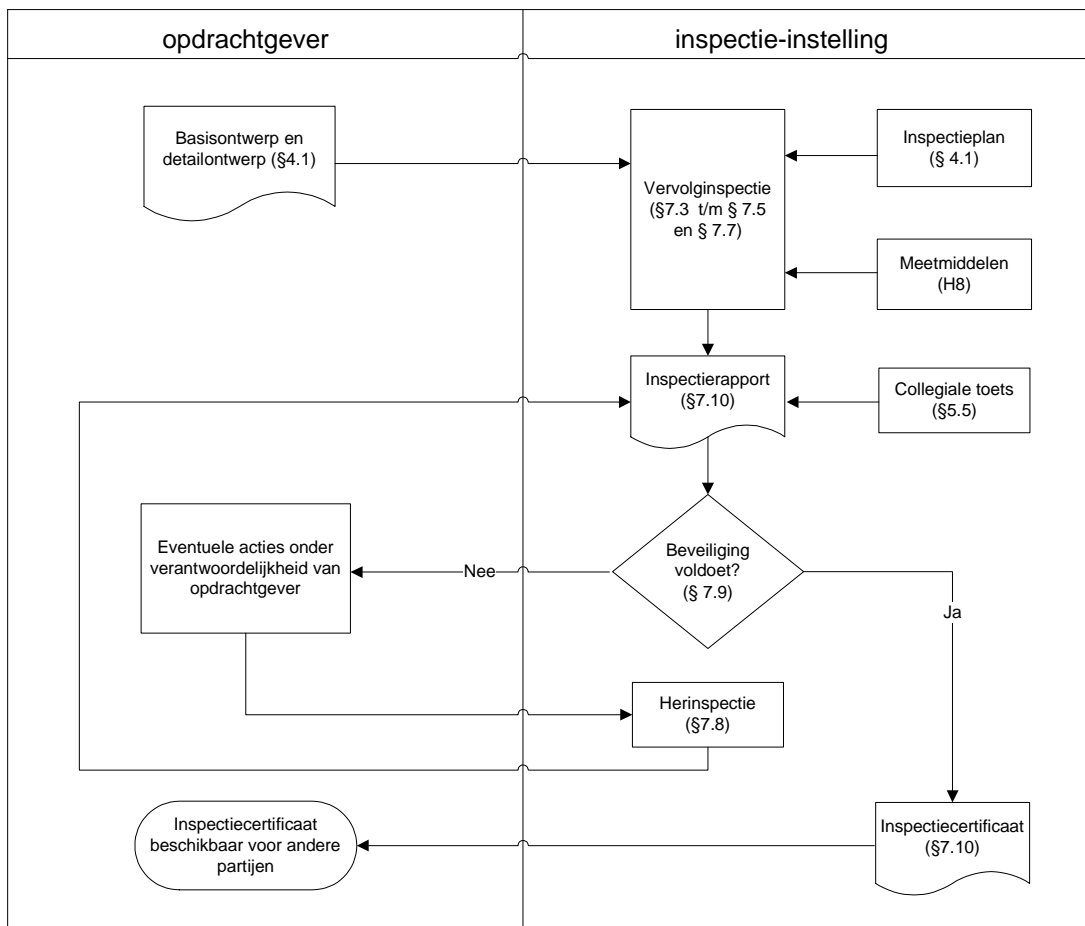 opdrachtgever
inspectie-instelling
Basisontwerp en
detailontwerp (§4.1)
Vervolginspectie
(§7.3 t/m § 7.5
en § 7.7)
Inspectieplan
(§ 4.1)
Meetmiddelen
(H8)
Inspectierapport
(§7.10)
Collegiale toets
(§5.5)
Eventuele acties onder
verantwoordelijkheid van
opdrachtgever
Nee
Beveiliging
voldoet?
(§ 7.9)
Ja
Herinspectie
(§7.8)
Inspectiecertificaat
beschikbaar voor andere
partijen
Inspectiecertificaat
(§7.10)